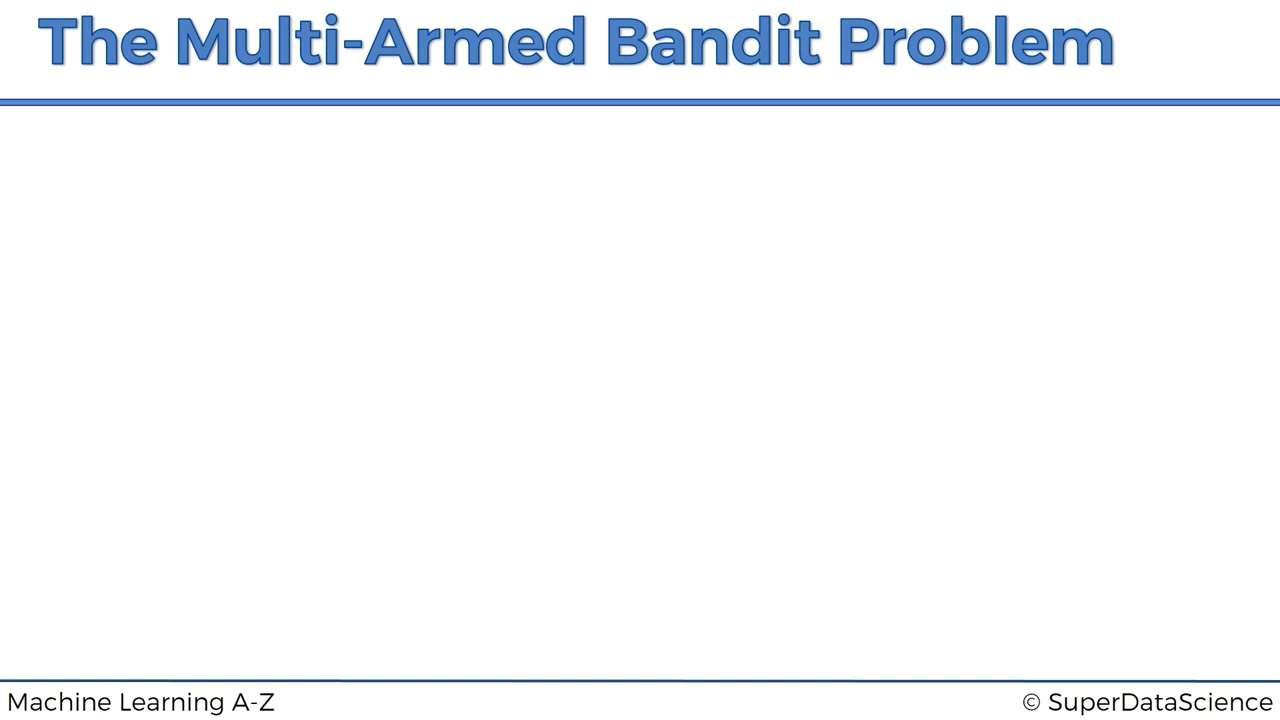 The Multi-Armed Bandit Problem
Machine Learning A-Z
© SuperDataScience